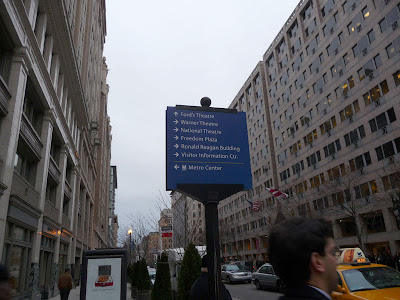 ← Ford's Theatre
→ Warner Theatre
→ National Theatre
→ Freedom Plaza
→ Ronald Reagan Building
→ Visitor Information Ctr.
← M Metro Center